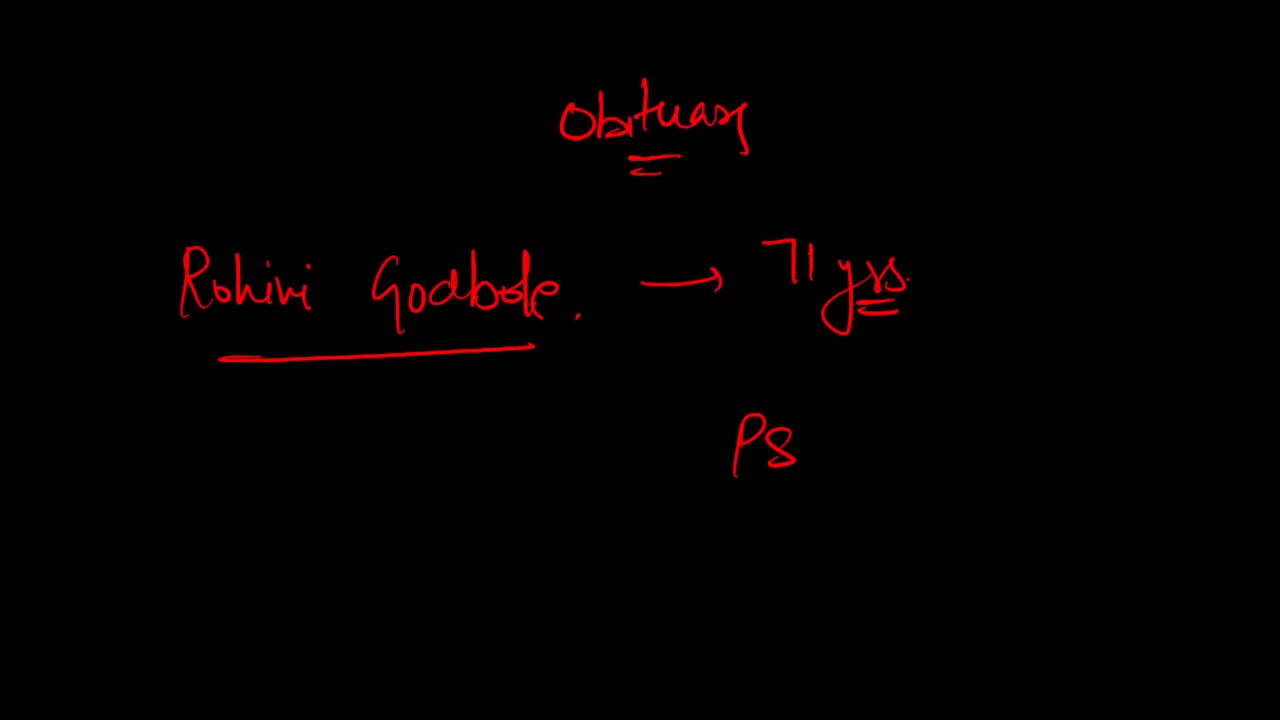 Obituary
Rohini Godbole. → 71 yrs.
PS